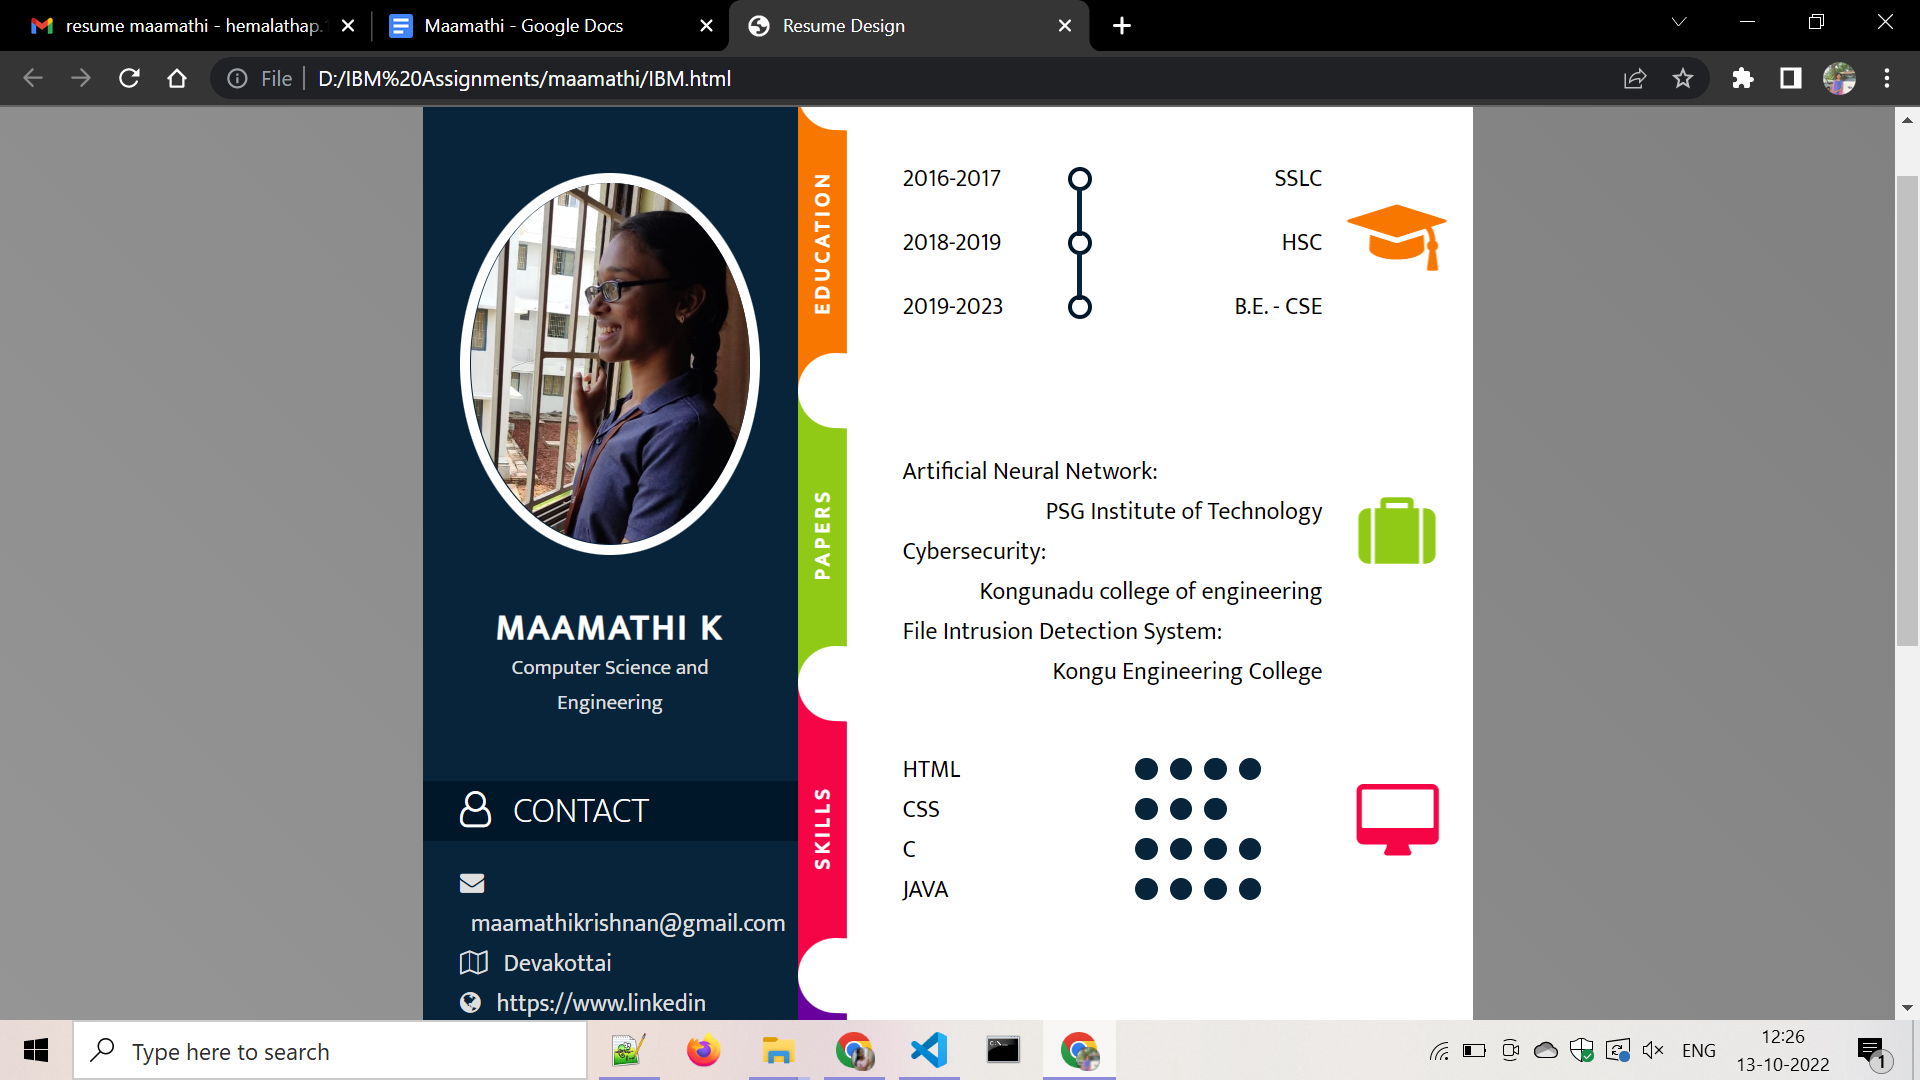 resume maamathi - hemalathap.
Maamathi - Google Docs
Resume Design
File
D:/IBM%20Assignments/maamathi/IBM.html
EDUCATION
2016-2017 SSLC
2018-2019 HSC
2019-2023 B.E. - CSE
PAPERS
Artificial Neural Network:
PSG Institute of Technology
Cybersecurity:
Kongunadu college of engineering
File Intrusion Detection System:
Kongu Engineering College
MAAMATHI K
Computer Science and
Engineering
CONTACT
maamathikrishnan@gmail.com
Devakottai
https://www.linkedin
SKILLS
HTML
CSS
C
JAVA
Type here to search
ENG
12:26
13-10-2022
1